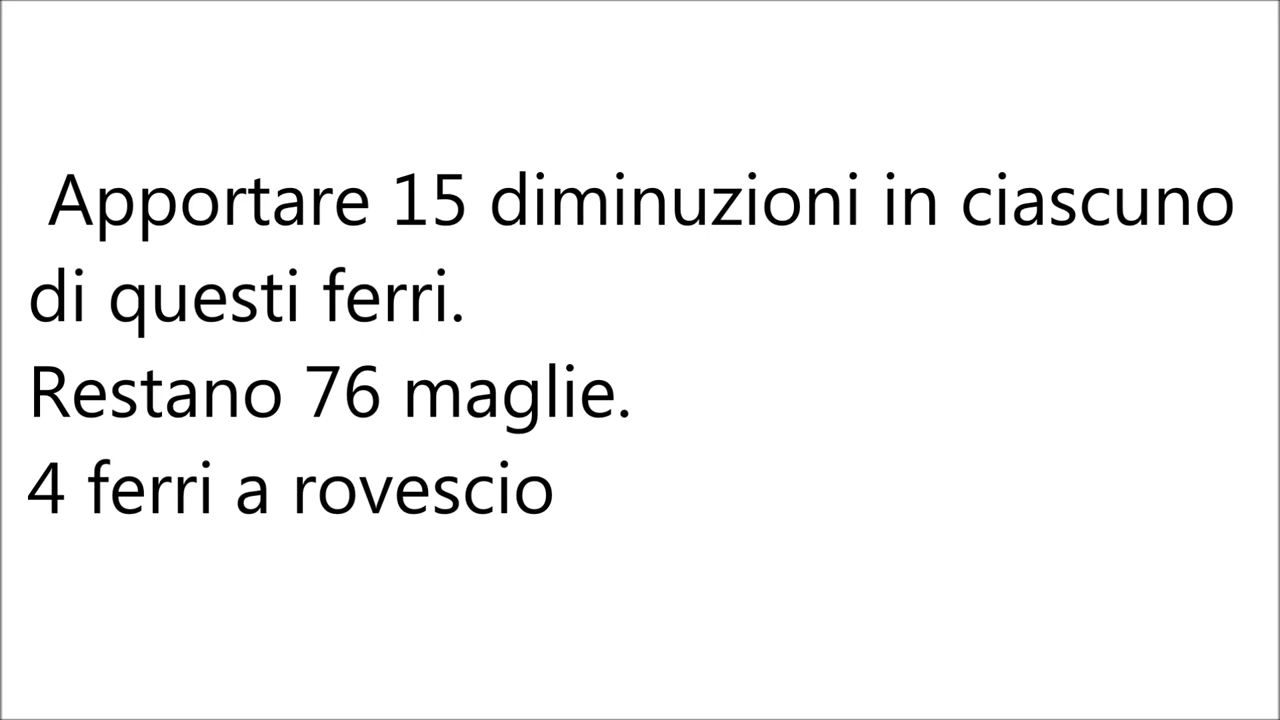 Apportare 15 diminuzioni in ciascuno
di questi ferri.
Restano 76 maglie.
4 ferri a rovescio